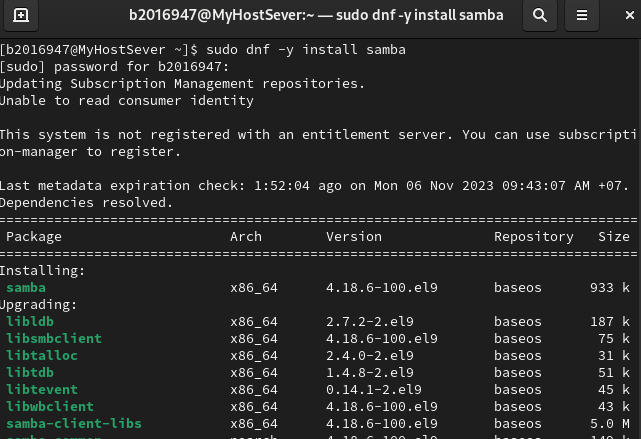 b2016947@MyHostSever:~ — sudo dnf -y install samba
[b2016947@MyHostSever ~]$ sudo dnf -y install samba
[sudo] password for b2016947:
Updating Subscription Management repositories.
Unable to read consumer identity
This system is not registered with an entitlement server. You can use subscripti
on-manager to register.
Last metadata expiration check: 1:52:04 ago on Mon 06 Nov 2023 09:43:07 AM +07.
Dependencies resolved.
================================================================================
Package Arch Version Repository Size
================================================================================
Installing:
samba x86_64 4.18.6-100.el9 baseos 933 k
Upgrading:
libldb x86_64 2.7.2-2.el9 baseos 187 k
libsmbclient x86_64 4.18.6-100.el9 baseos 75 k
libtalloc x86_64 2.4.0-2.el9 baseos 31 k
libtdb x86_64 1.4.8-2.el9 baseos 51 k
libtevent x86_64 0.14.1-2.el9 baseos 45 k
libwbclient x86_64 4.18.6-100.el9 baseos 43 k
samba-client-libs x86_64 4.18.6-100.el9 baseos 5.0 M